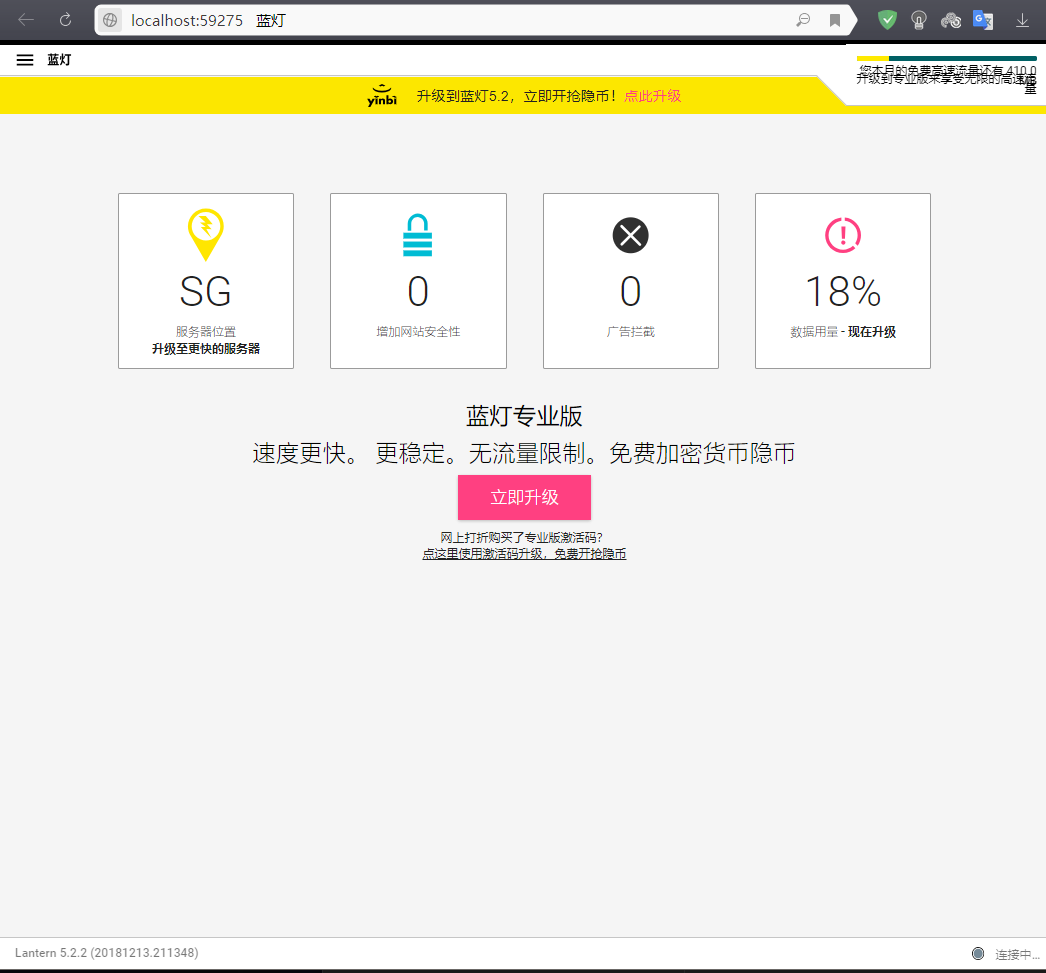 localhost:59275 蓝灯
蓝灯
您本月的免费高速流量还有 410.0
升级到专业版来享受无限的高速流
量
yinbi 升级到蓝灯5.2，立即开抢隐币！点此升级
SG
服务器位置
升级至更快的服务器
0
增加网站安全性
0
广告拦截
18%
数据用量 - 现在升级
蓝灯专业版
速度更快。 更稳定。无流量限制。免费加密货币隐币
立即升级
网上打折购买了专业版激活码？
点这里使用激活码升级，免费开抢隐币
Lantern 5.2.2 (20181213.211348)
连接中...